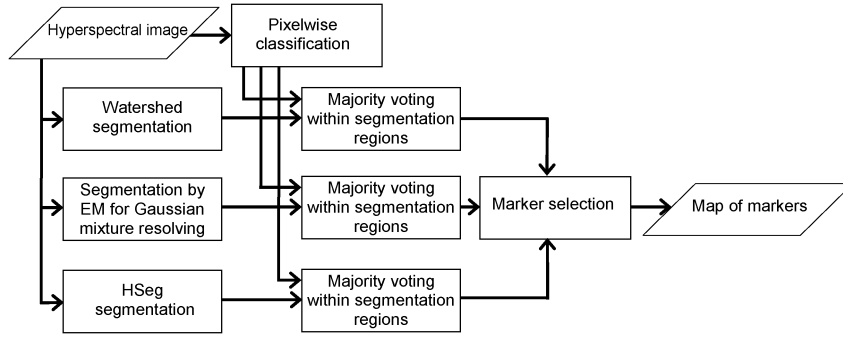 Hyperspectral image
Pixelwise
classification
Watershed
segmentation
Majority voting
within segmentation
regions
Segmentation by
EM for Gaussian
mixture resolving
Majority voting
within segmentation
regions
Marker selection
Map of markers
HSeg
segmentation
Majority voting
within segmentation
regions